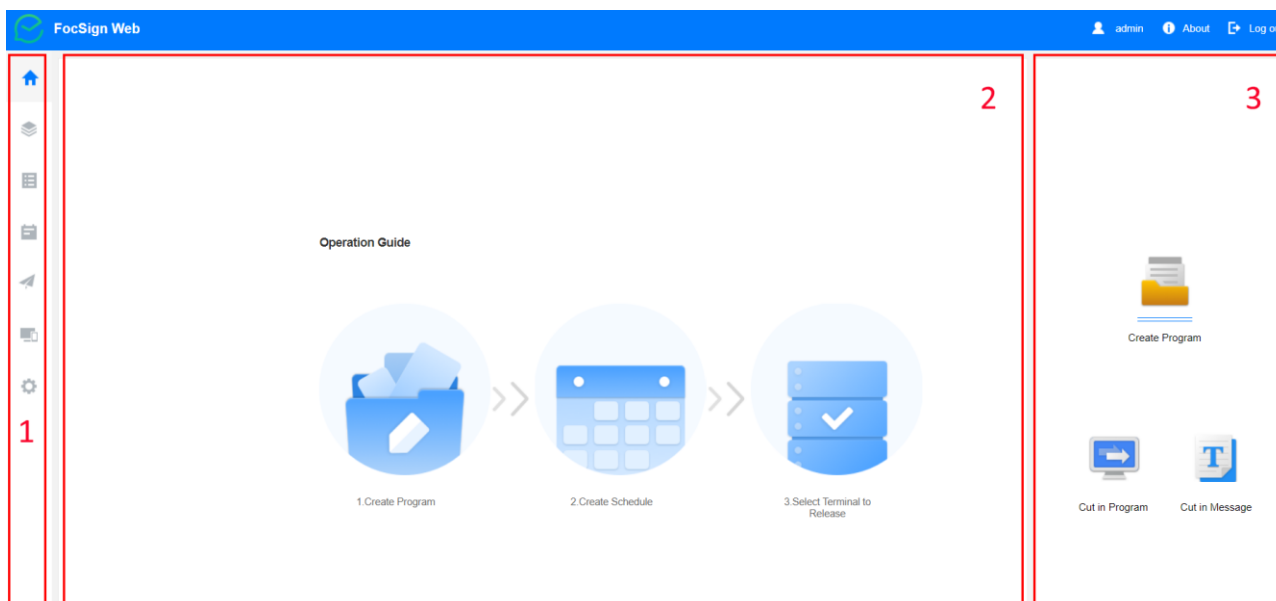 FocSign Web
admin
About
Log o
2
3
Operation Guide
Create Program
1
T
1.Create Program
2.Create Schedule
3.Select Terminal to
Release
Cut in Program
Cut in Message